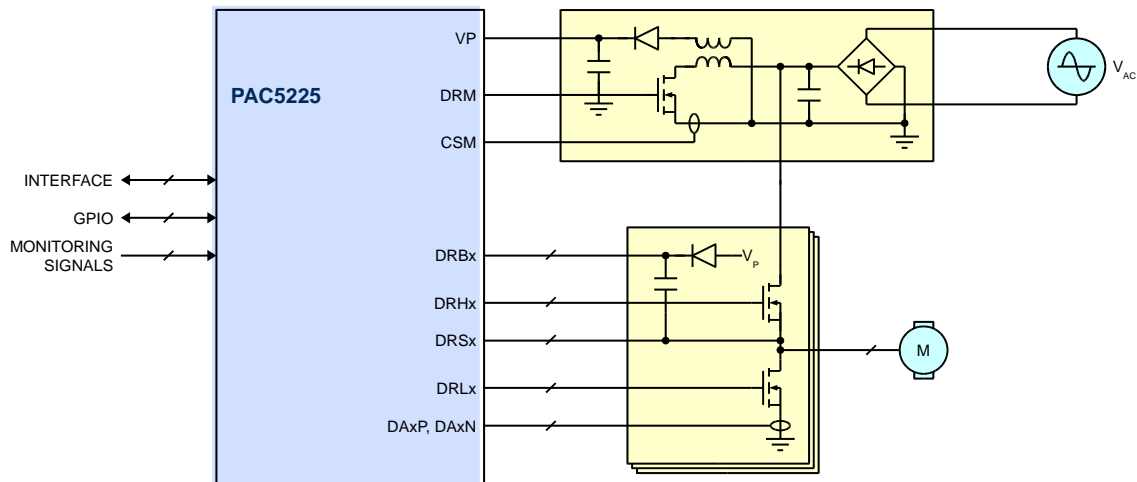 VP
PAC5225
DRM
CSM
V AC
INTERFACE
GPIO
MONITORING
SIGNALS
DRBx
V P
DRHx
DRSx
M
DRLx
DAxP, DAxN